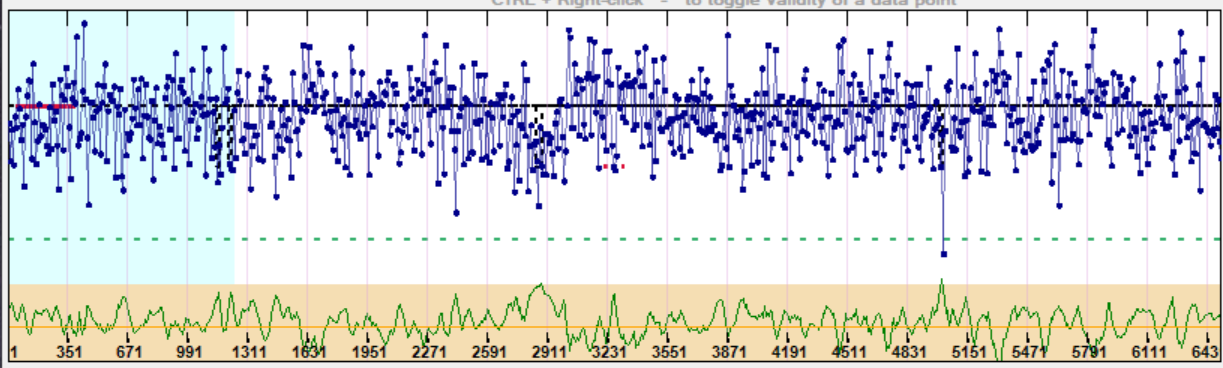 CTRL + Right-click - to toggle validity of a data point
1 351 671 991 1311 1631 1951 2271 2591 2911 3231 3551 3871 4191 4511 4831 5151 5471 5791 6111 643